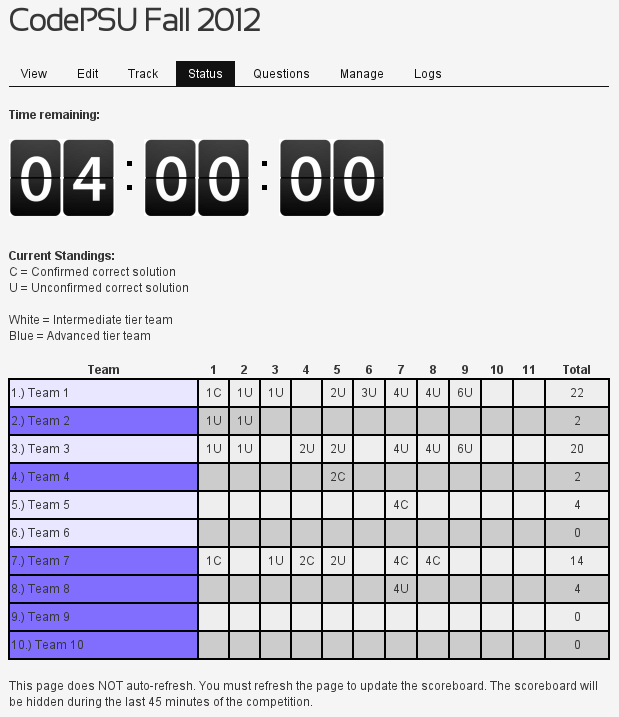 CodePSU Fall 2012
View Edit Track Status Questions Manage Logs
Time remaining:
04:00:00
Current Standings:
C = Confirmed correct solution
U = Unconfirmed correct solution
White = Intermediate tier team
Blue = Advanced tier team
Team 1 2 3 4 5 6 7 8 9 10 11 Total
1.) Team 1 1C 1U 1U 2U 3U 4U 4U 6U 22
2.) Team 2 1U 1U 2
3.) Team 3 1U 1U 2U 2U 4U 4U 6U 20
4.) Team 4 2C 2
5.) Team 5 4C 4
6.) Team 6 0
7.) Team 7 1C 1U 2C 2U 4C 4C 14
8.) Team 8 4U 4
9.) Team 9 0
10.) Team 10 0
This page does NOT auto-refresh. You must refresh the page to update the scoreboard. The scoreboard will
be hidden during the last 45 minutes of the competition.